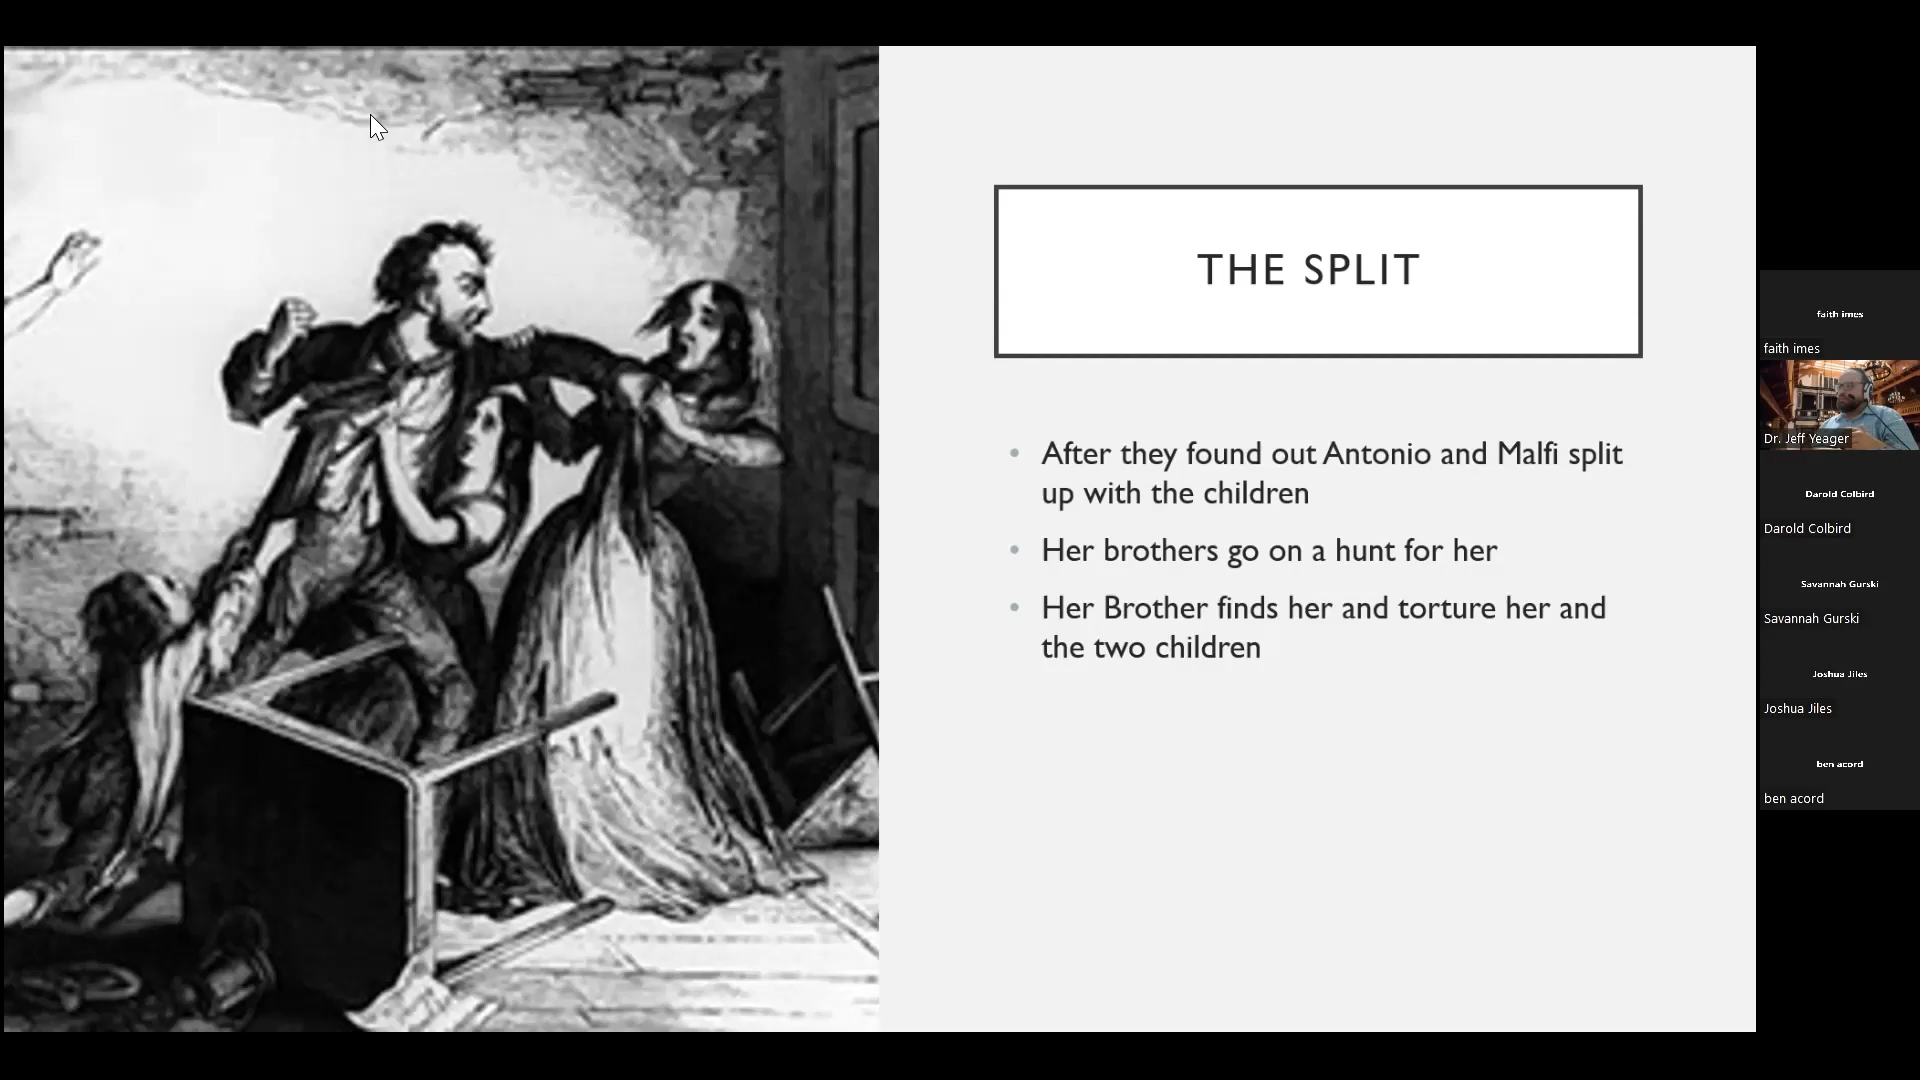 THE SPLIT
After they found out Antonio and Malfi split
up with the children
Her brothers go on a hunt for her
Her Brother finds her and torture her and
the two children
faith imes
faith imes
Dr. Jeff Yeager
Darold Colbird
Darold Colbird
Savannah Gurski
Savannah Gurski
Joshua Jiles
Joshua Jiles
ben acord
ben acord